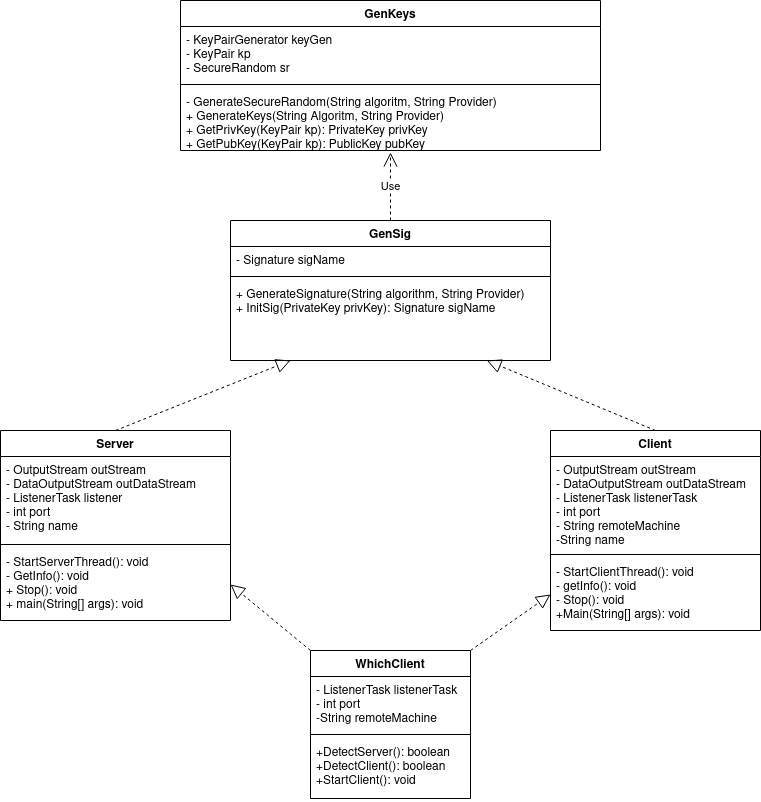 GenKeys
- KeyPairGenerator keyGen
- KeyPair kp
- SecureRandom sr
- GenerateSecureRandom(String algoritm, String Provider)
+ GenerateKeys(String Algoritm, String Provider)
+ GetPrivKey(KeyPair kp): PrivateKey privKey
+ GetPubKey(KeyPair kp): PublicKey pubKey
Use
GenSig
- Signature sigName
+ GenerateSignature(String algorithm, String Provider)
+ InitSig(PrivateKey privKey): Signature sigName
Server
- OutputStream outStream
- DataOutputStream outDataStream
- ListenerTask listener
- int port
- String name
- StartServerThread(): void
- GetInfo(): void
+ Stop(): void
+ main(String[] args): void
Client
- OutputStream outStream
- DataOutputStream outDataStream
- ListenerTask listenerTask
- int port
- String remoteMachine
-String name
- StartClientThread(): void
- getInfo(): void
- Stop(): void
+Main(String[] args): void
WhichClient
- ListenerTask listenerTask
- int port
-String remoteMachine
+DetectServer(): boolean
+DetectClient(): boolean
+StartClient(): void